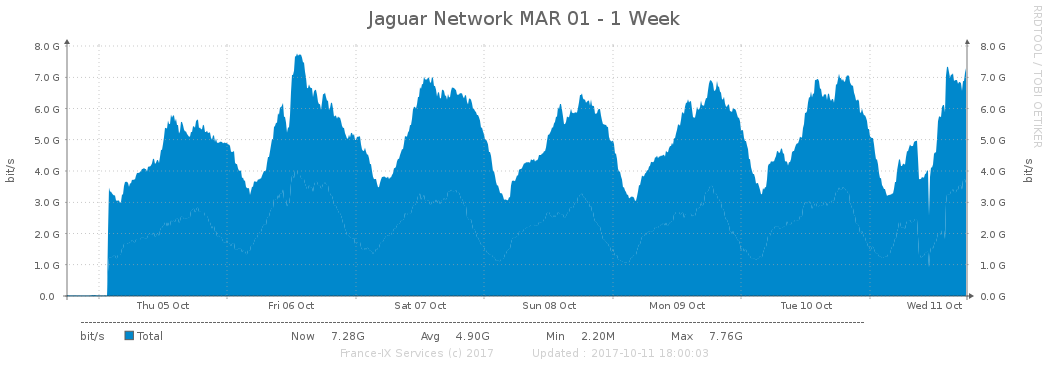 Jaguar Network MAR 01 - 1 Week
RRDTOOL / TOBI OETIKER
8.0 G 8.0 G
7.0 G 7.0 G
6.0 G 6.0 G
5.0 G 5.0 G
4.0 G 4.0 G
3.0 G 3.0 G
2.0 G 2.0 G
1.0 G 1.0 G
0.0 0.0 G
bit/s
bit/s
Thu 05 Oct Fri 06 Oct Sat 07 Oct Sun 08 Oct Mon 09 Oct Tue 10 Oct Wed 11 Oct
bit/s Total Now 7.28G Avg 4.90G Min 2.20M Max 7.76G
France-IX Services (c) 2017 Updated : 2017-10-11 18:00:03